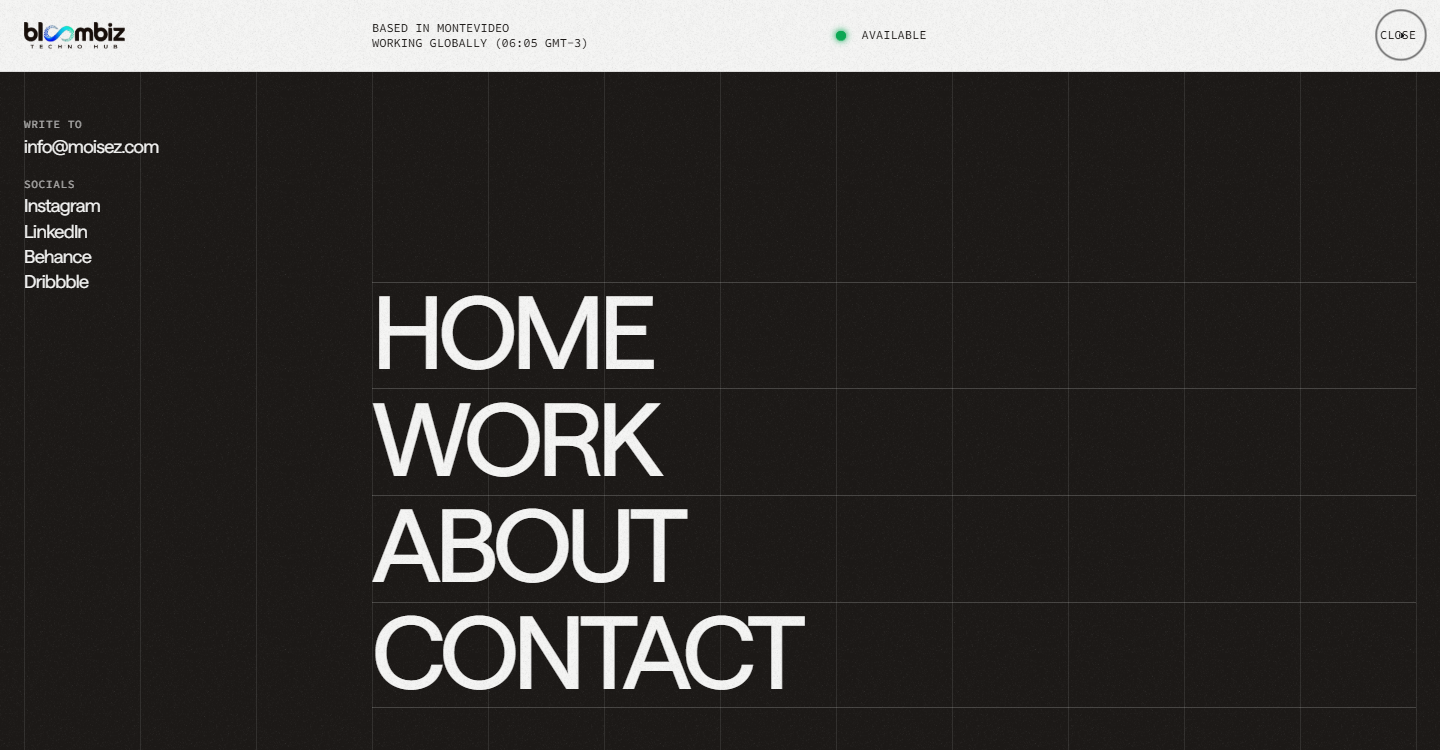 bloombiz
TECHNO HUB
BASED IN MONTEVIDEO
WORKING GLOBALLY (06:05 GMT-3)
AVAILABLE
CLOSE
WRITE TO
info@moisez.com
SOCIALS
Instagram
LinkedIn
Behance
Dribbble
HOME
WORK
ABOUT
CONTACT